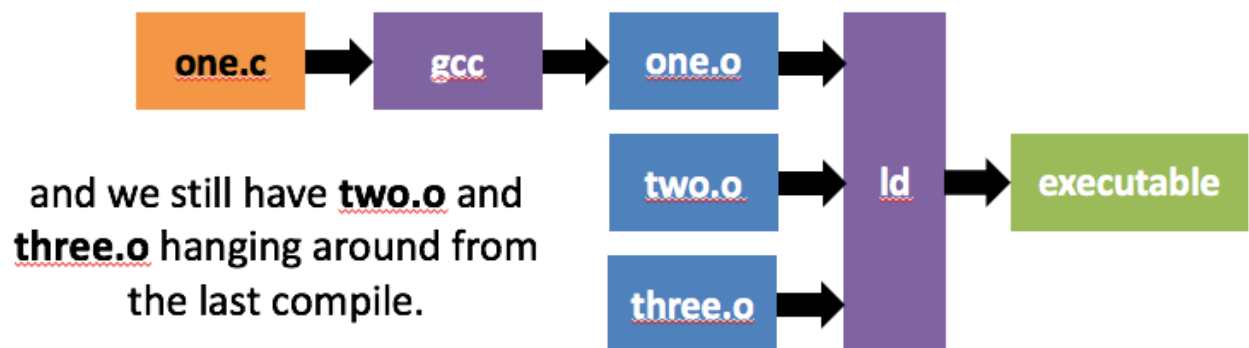 one.c
gcc
one.o
two.o
ld
executable
three.o
and we still have two.o and
three.o hanging around from
the last compile.